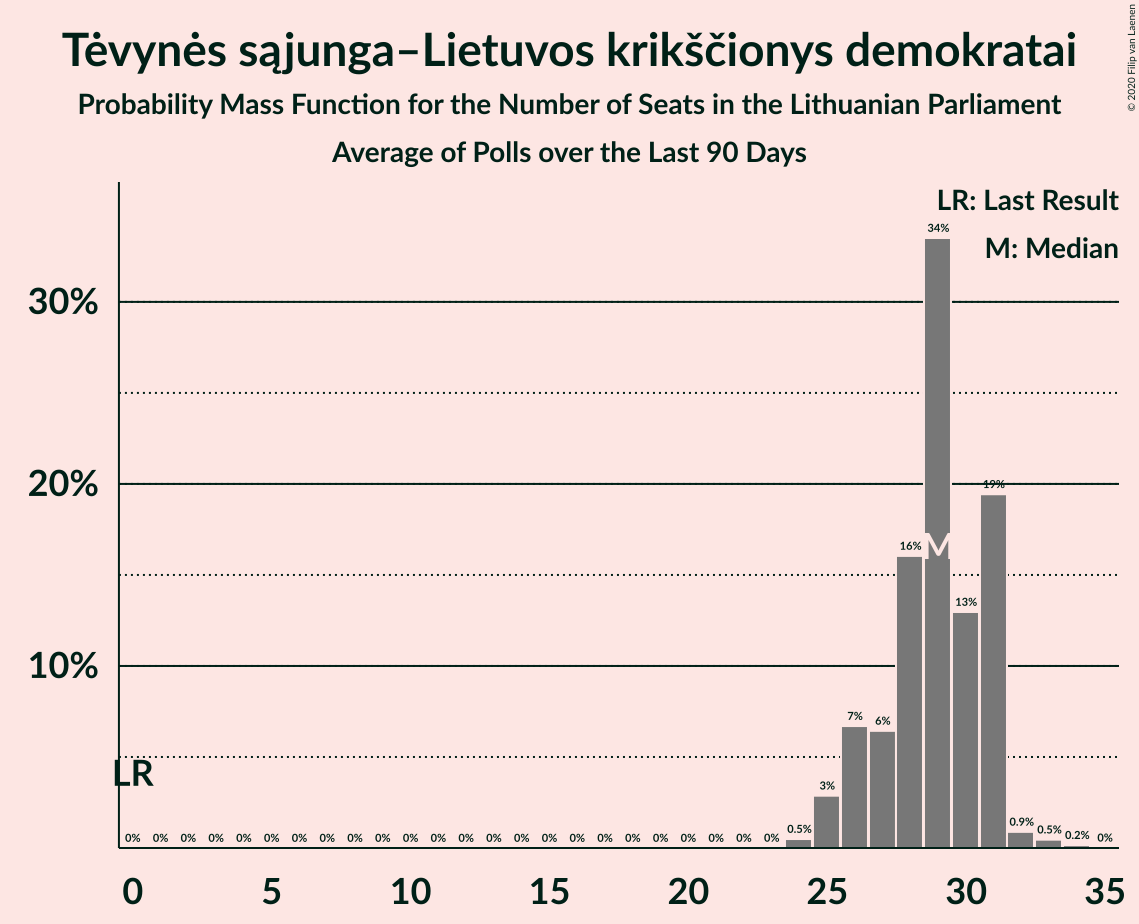 Tėvynės sąjunga–Lietuvos krikščionys demokratai
Probability Mass Function for the Number of Seats in the Lithuanian Parliament
Average of Polls over the Last 90 Days
© 2020 Filip van Laenen
LR: Last Result
M: Median
30%
20%
10%
LR
M
0% 0% 0% 0% 0% 0% 0% 0% 0% 0% 0% 0% 0% 0% 0% 0% 0% 0% 0% 0% 0% 0% 0% 0% 0.5% 3% 7% 6% 16% 34% 13% 19% 0.9% 0.5% 0.2% 0%
0 5 10 15 20 25 30 35